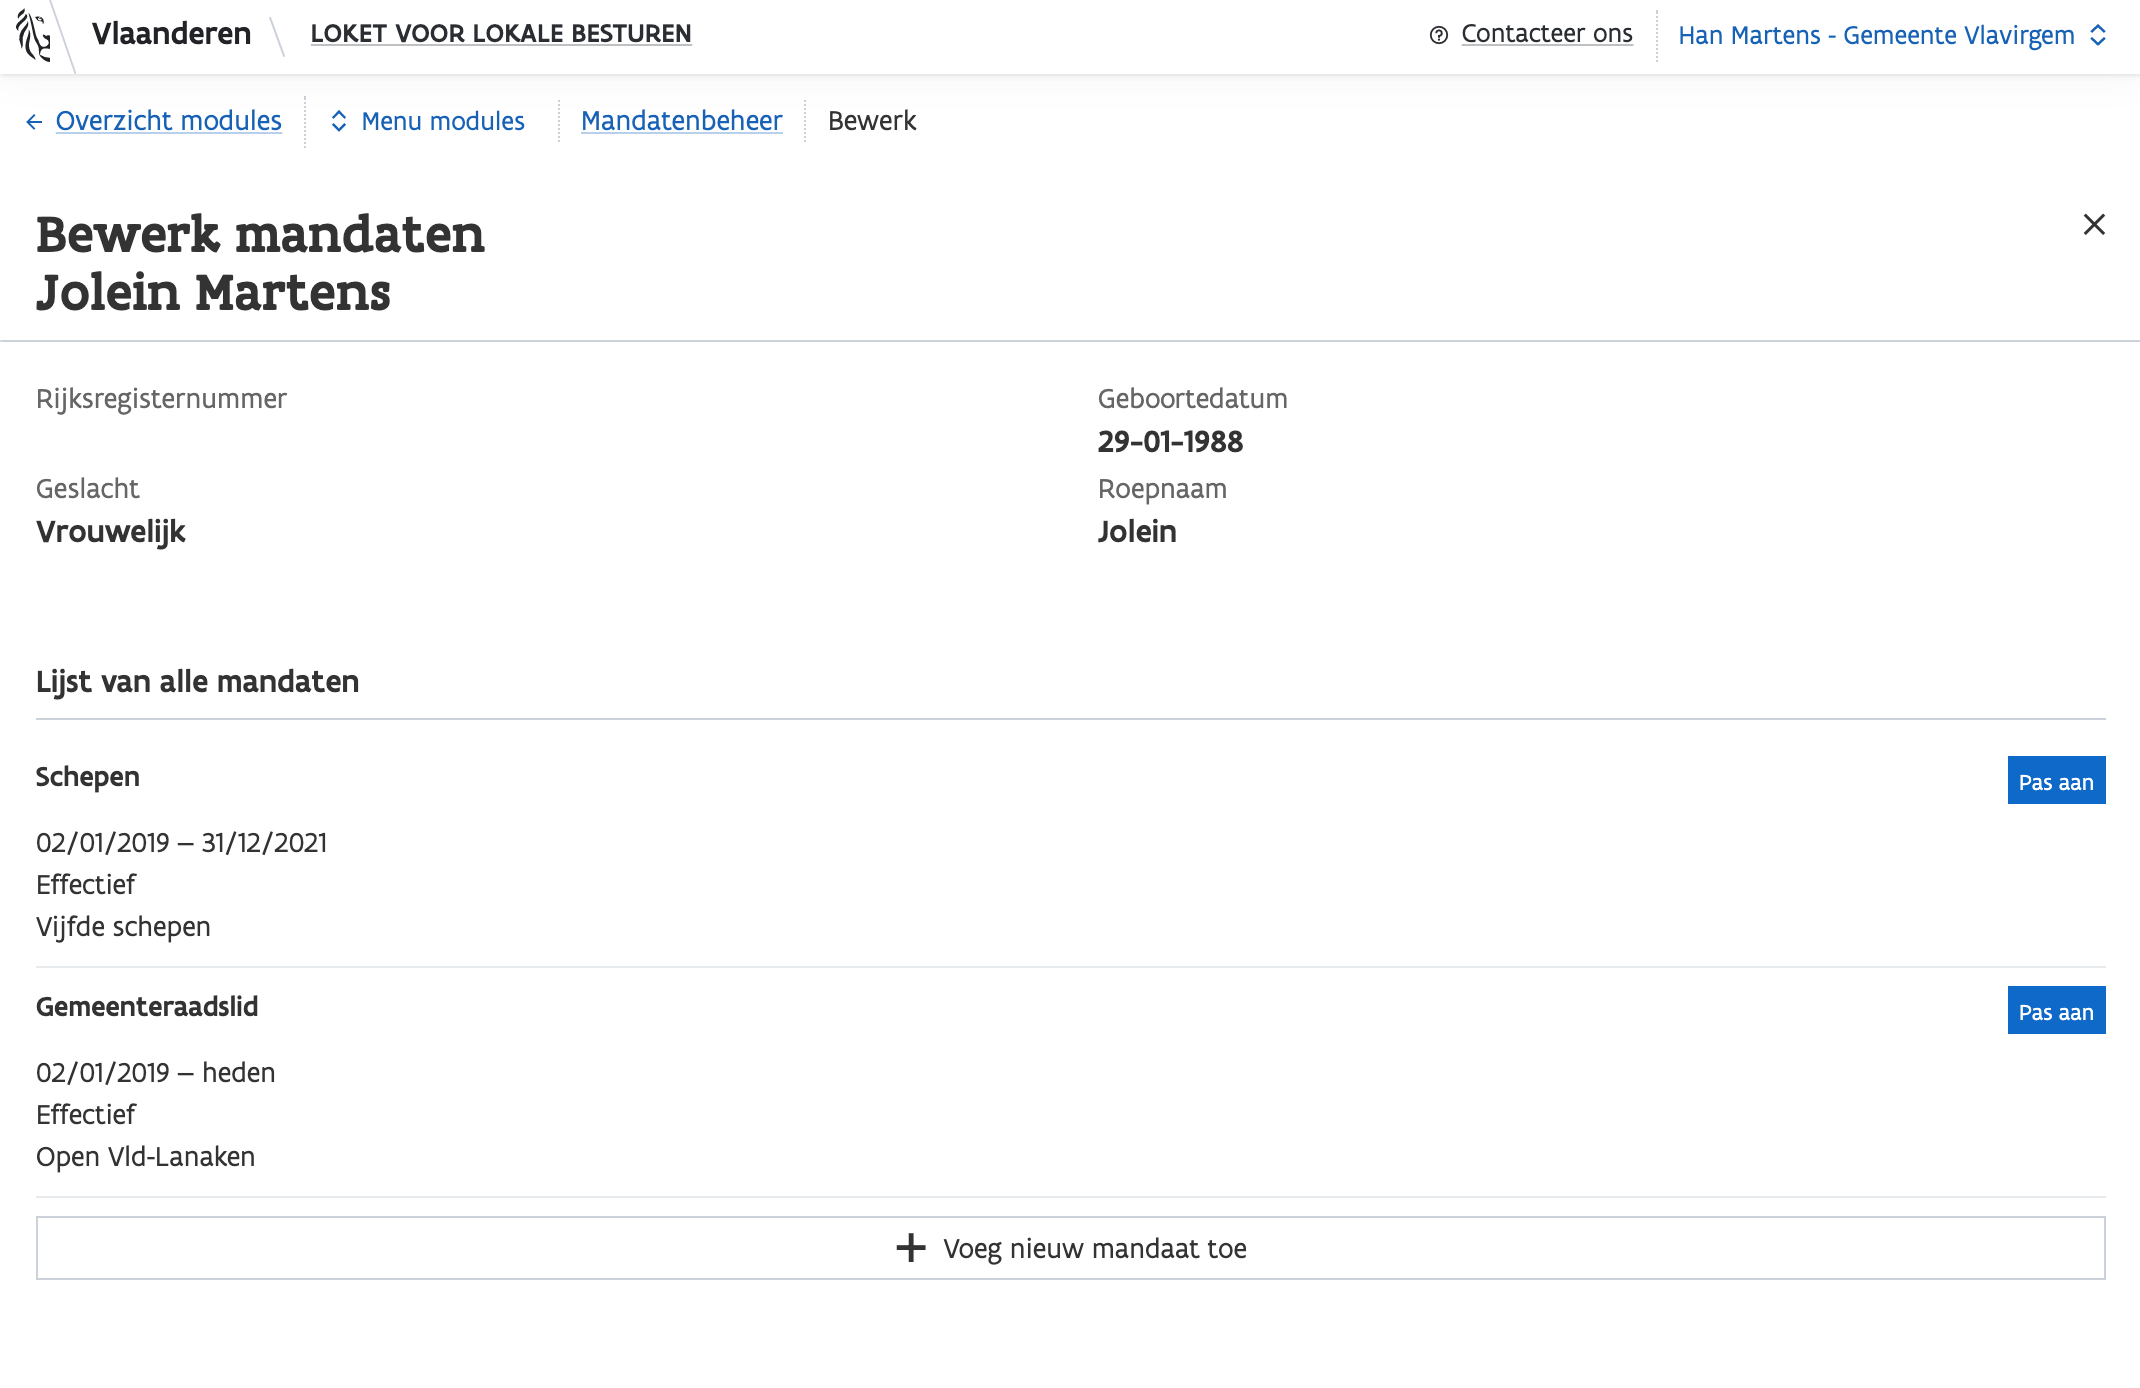 Vlaanderen
LOKET VOOR LOKALE BESTUREN
Contacteer ons
Han Martens - Gemeente Vlavirgem
Overzicht modules
Menu modules
Mandatenbeheer
Bewerk
Bewerk mandaten
Jolein Martens
Rijksregisternummer
Geboortedatum
29-01-1988
Geslacht
Vrouwelijk
Roepnaam
Jolein
Lijst van alle mandaten
Schepen
Pas aan
02/01/2019 – 31/12/2021
Effectief
Vijfde schepen
Gemeenteraadslid
Pas aan
02/01/2019 – heden
Effectief
Open Vld-Lanaken
Voeg nieuw mandaat toe